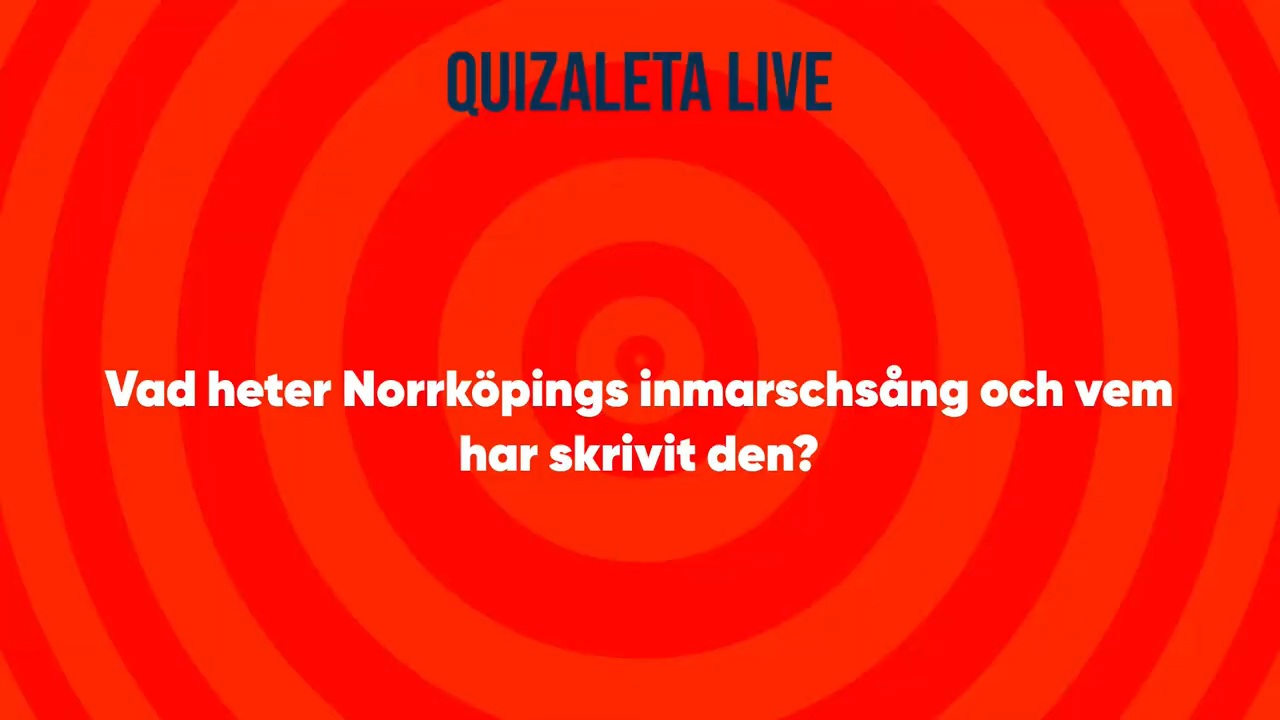 QUIZALETA LIVE
Vad heter Norrköpings inmarschsång och vem
har skrivit den?